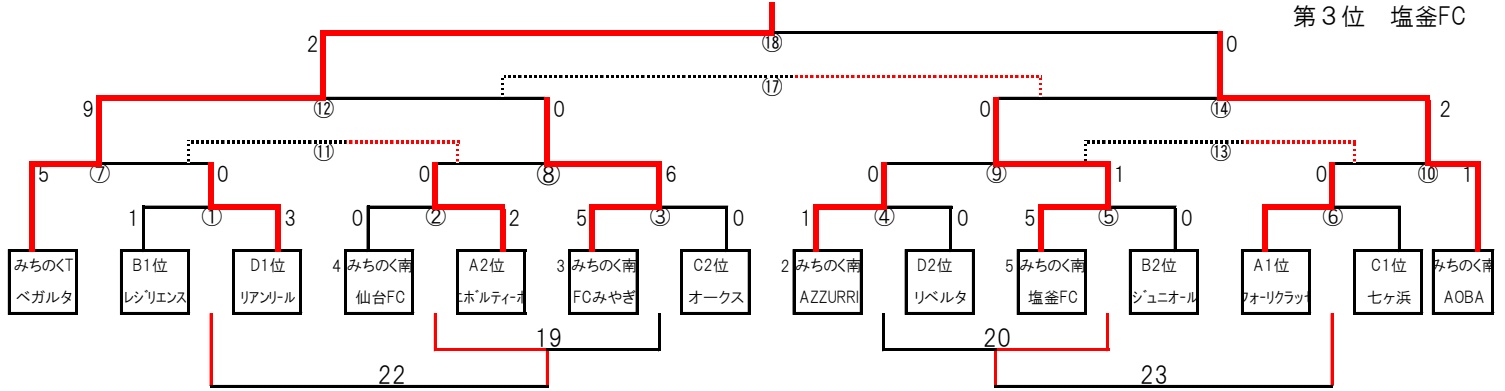 第3位 塩釜FC
2 ⑱ 0
⑰
9 ⑫ 0 0 ⑭ 2
⑪ ⑬
5 ⑦ 0 0 ⑧ 6 0 ⑨ 1 0 ⑩ 1
1 ① 3 0 ② 2 5 ③ 0 1 ④ 0 5 ⑤ 0 ⑥
みちのくT B1位 D1位 4 みちのく南 A2位 3 みちのく南 C2位 2 みちのく南 D2位 5 みちのく南 B2位 A1位 C1位 みちのく南
ベガルタ レジリエンス リアンリール 仙台FC エボルティーボ FCみやぎ オークス AZZURRI リベルタ 塩釜FC ジュニオール フォーリクラッセ 七ヶ浜 AOBA
19 20
22 23